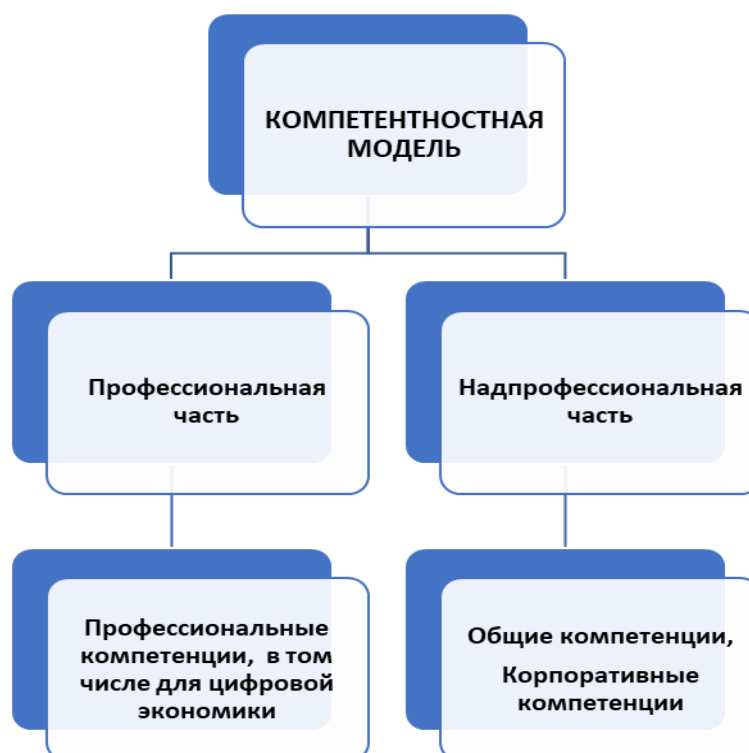 КОМПЕТЕНТНОСТНАЯ
МОДЕЛЬ
Профессиональная
часть
Надпрофессиональная
часть
Профессиональные
компетенции, в том
числе для цифровой
экономики
Общие компетенции,
Корпоративные
компетенции